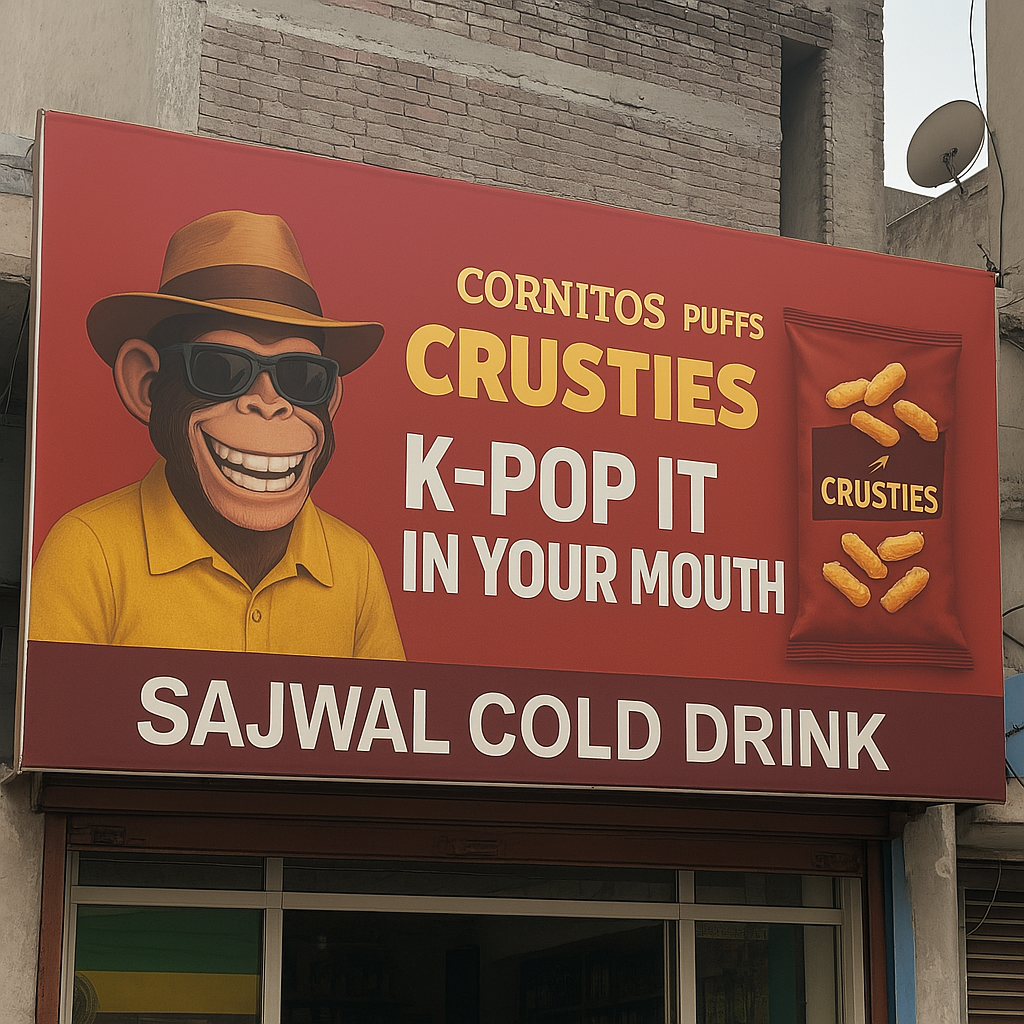 CORNITOS PUFFS
CRUSTIES
K-POP IT
IN YOUR MOUTH
CRUSTIES
SAJWAL COLD DRINK